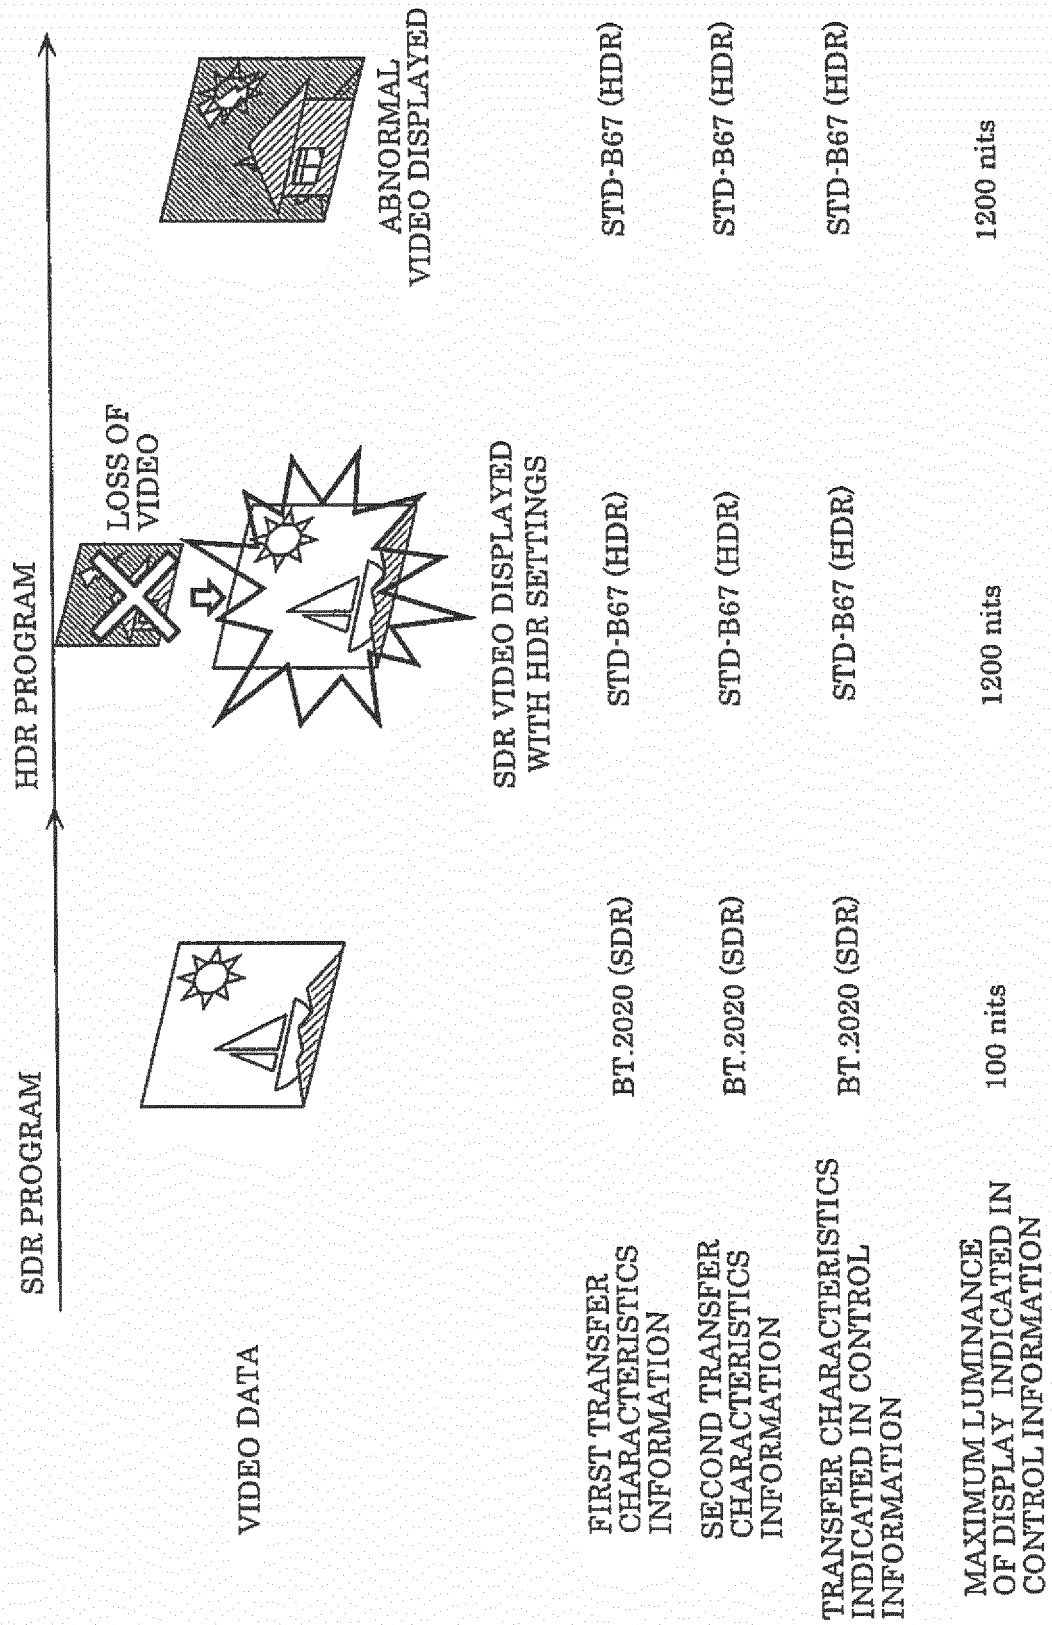 SDR PROGRAM
HDR PROGRAM
VIDEO DATA
LOSS OF
VIDEO
SDR VIDEO DISPLAYED
WITH HDR SETTINGS
ABNORMAL
VIDEO DISPLAYED
FIRST TRANSFER
CHARACTERISTICS
INFORMATION
BT.2020 (SDR)
STD-B67 (HDR)
STD-B67 (HDR)
SECOND TRANSFER
CHARACTERISTICS
INFORMATION
BT.2020 (SDR)
STD-B67 (HDR)
STD-B67 (HDR)
TRANSFER CHARACTERISTICS
INDICATED IN CONTROL
INFORMATION
BT.2020 (SDR)
STD-B67 (HDR)
STD-B67 (HDR)
MAXIMUM LUMINANCE
OF DISPLAY INDICATED IN
CONTROL INFORMATION
100 nits
1200 nits
1200 nits